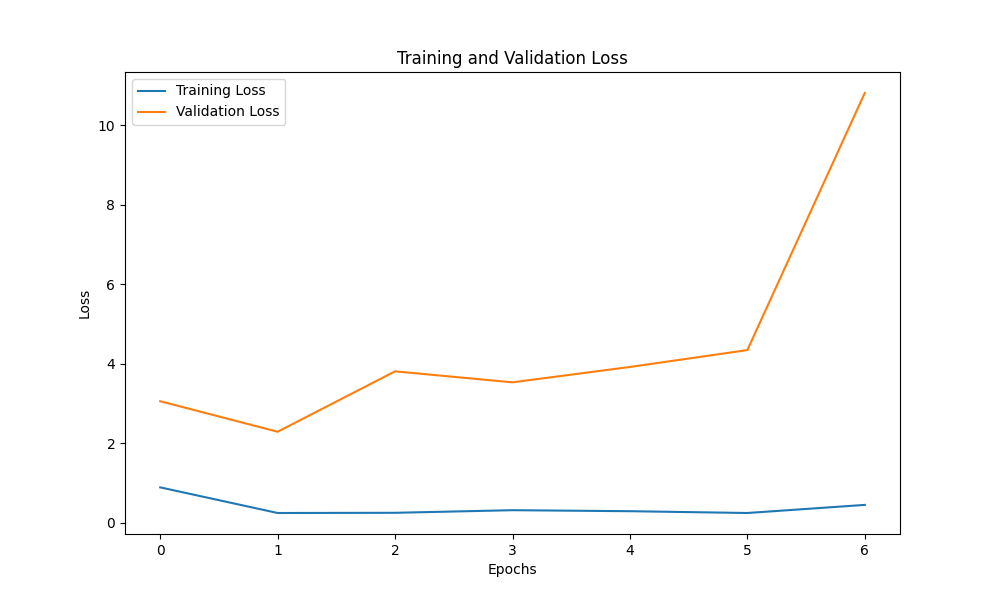 Training and Validation Loss
Training Loss
Validation Loss
10
8
6
4
2
0
Loss
0 1 2 3 4 5 6
Epochs